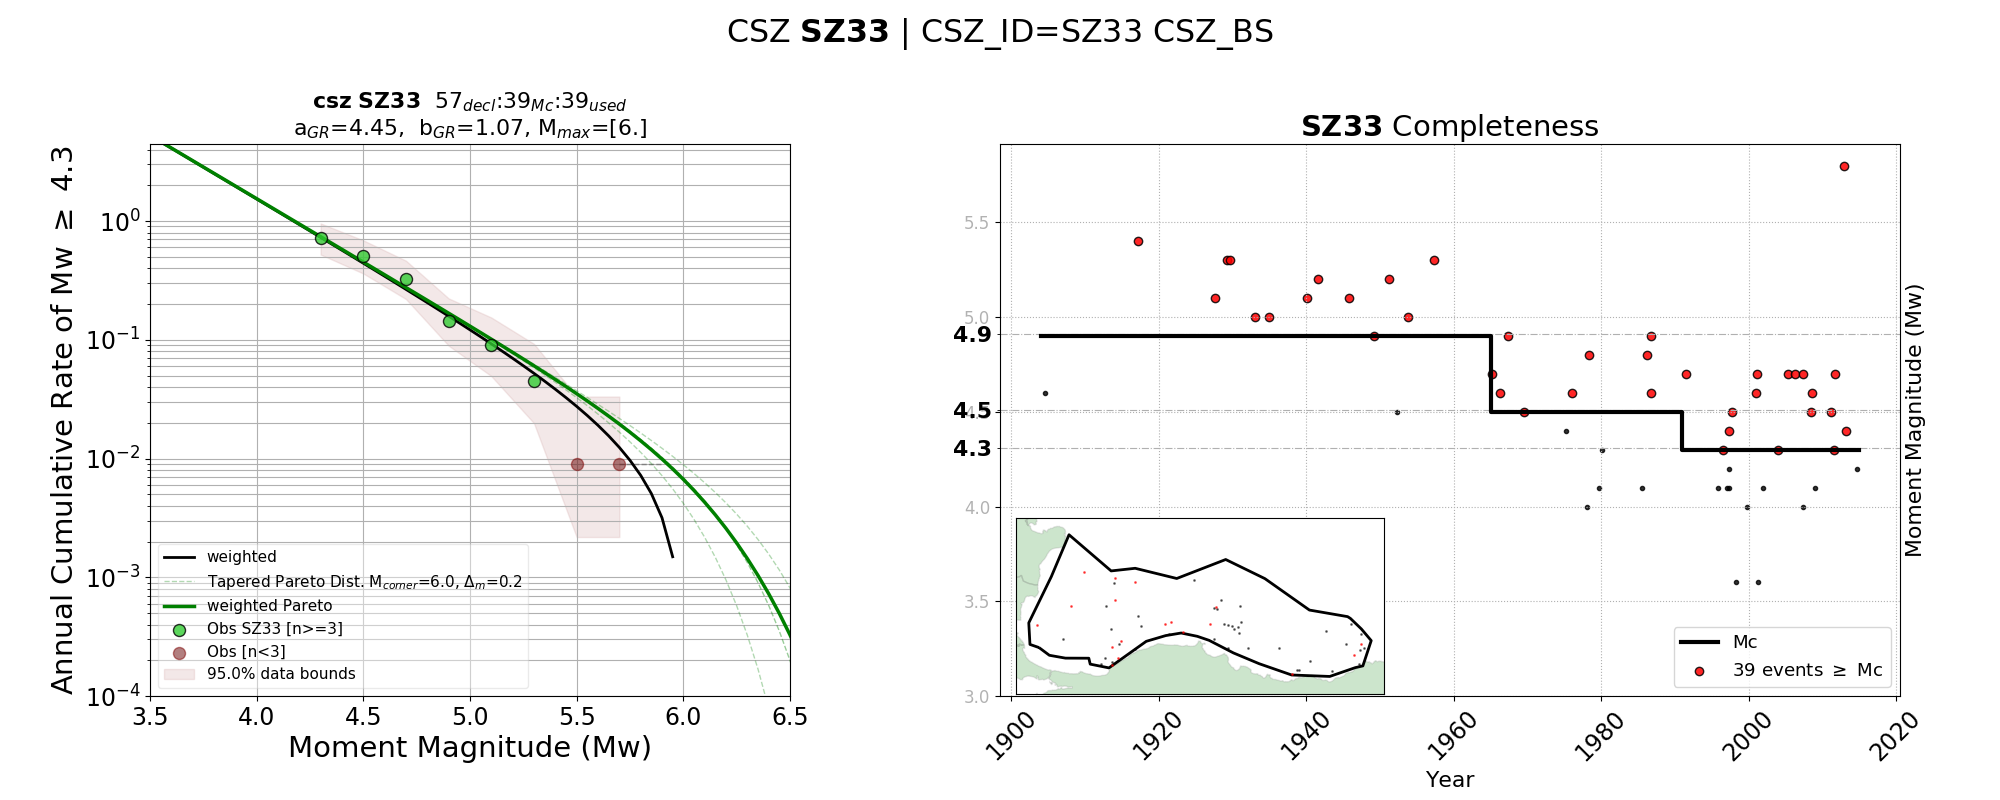 CSZ SZ33 | CSZ_ID=SZ33 CSZ_BS
csz SZ33 57decl:39Mc:39used
aGR=4.45, bGR=1.07, Mmax=[6.]
Annual Cumulative Rate of Mw ≥ 4.3
10^0
10^-1
10^-2
10^-3
10^-4
weighted
Tapered Pareto Dist. Mcorner=6.0, Δm=0.2
weighted Pareto
Obs SZ33 [n>=3]
Obs [n<3]
95.0% data bounds
3.5 4.0 4.5 5.0 5.5 6.0 6.5
Moment Magnitude (Mw)
SZ33 Completeness
5.5
5.0
4.9
4.5
4.5
4.3
4.0
3.5
3.0
Moment Magnitude (Mw)
Mc
39 events ≥ Mc
1900 1920 1940 1960 1980 2000 2020
Year